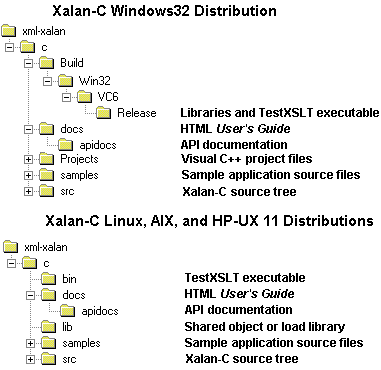 Xalan-C Windows32 Distribution
xml-xalan
c
Build
Win32
VC6
Release Libraries and TestXSLT executable
docs HTML User's Guide
apidocs API documentation
Projects Visual C++ project files
samples Sample application source files
src Xalan-C source tree
Xalan-C Linux, AIX, and HP-UX 11 Distributions
xml-xalan
c
bin TestXSLT executable
docs HTML User's Guide
apidocs API documentation
lib Shared object or load library
samples Sample application source files
src Xalan-C source tree